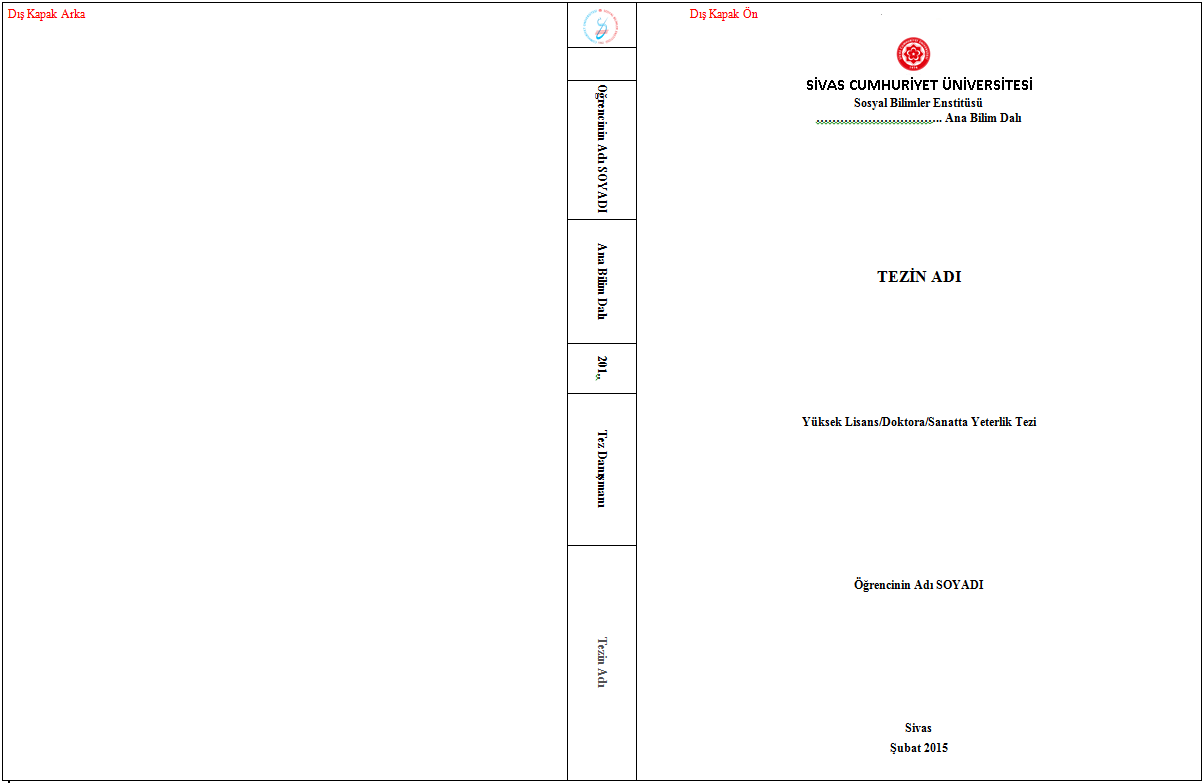 Dış Kapak Arka
Öğrencinin Adı SOYADI
Ana Bilim Dalı
201..
Tez Danışmanı
Tezin Adı
Dış Kapak Ön
SİVAS CUMHURİYET ÜNİVERSİTESİ
Sosyal Bilimler Enstitüsü
................................ Ana Bilim Dalı
TEZİN ADI
Yüksek Lisans/Doktora/Sanatta Yeterlik Tezi
Öğrencinin Adı SOYADI
Sivas
Şubat 2015